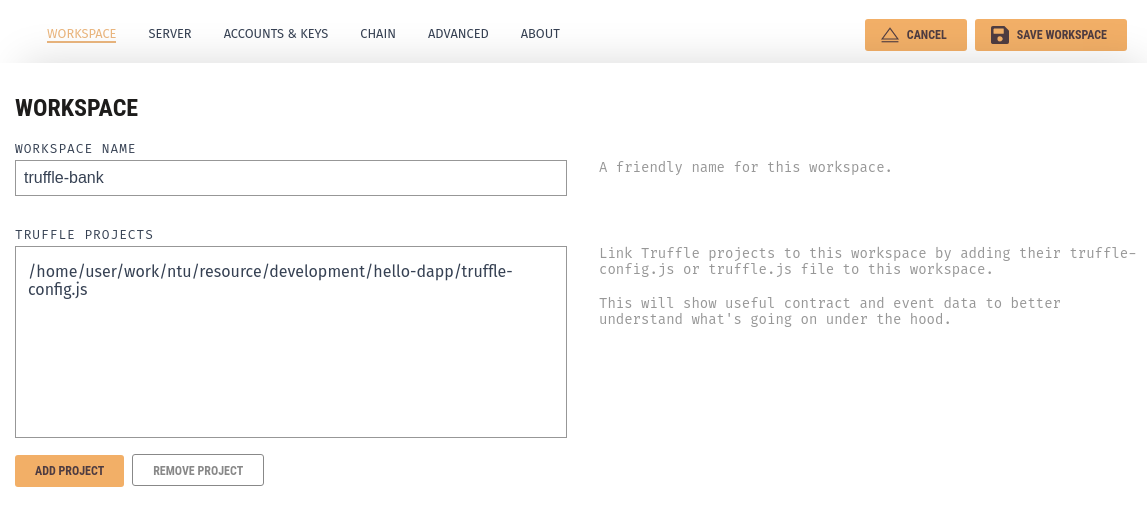 WORKSPACE SERVER ACCOUNTS & KEYS CHAIN ADVANCED ABOUT CANCEL SAVE WORKSPACE
WORKSPACE
WORKSPACE NAME
truffle-bank
A friendly name for this workspace.
TRUFFLE PROJECTS
/home/user/work/ntu/resource/development/hello-dapp/truffle-
config.js
Link Truffle projects to this workspace by adding their truffle-
config.js or truffle.js file to this workspace.
This will show useful contract and event data to better
understand what's going on under the hood.
ADD PROJECT REMOVE PROJECT